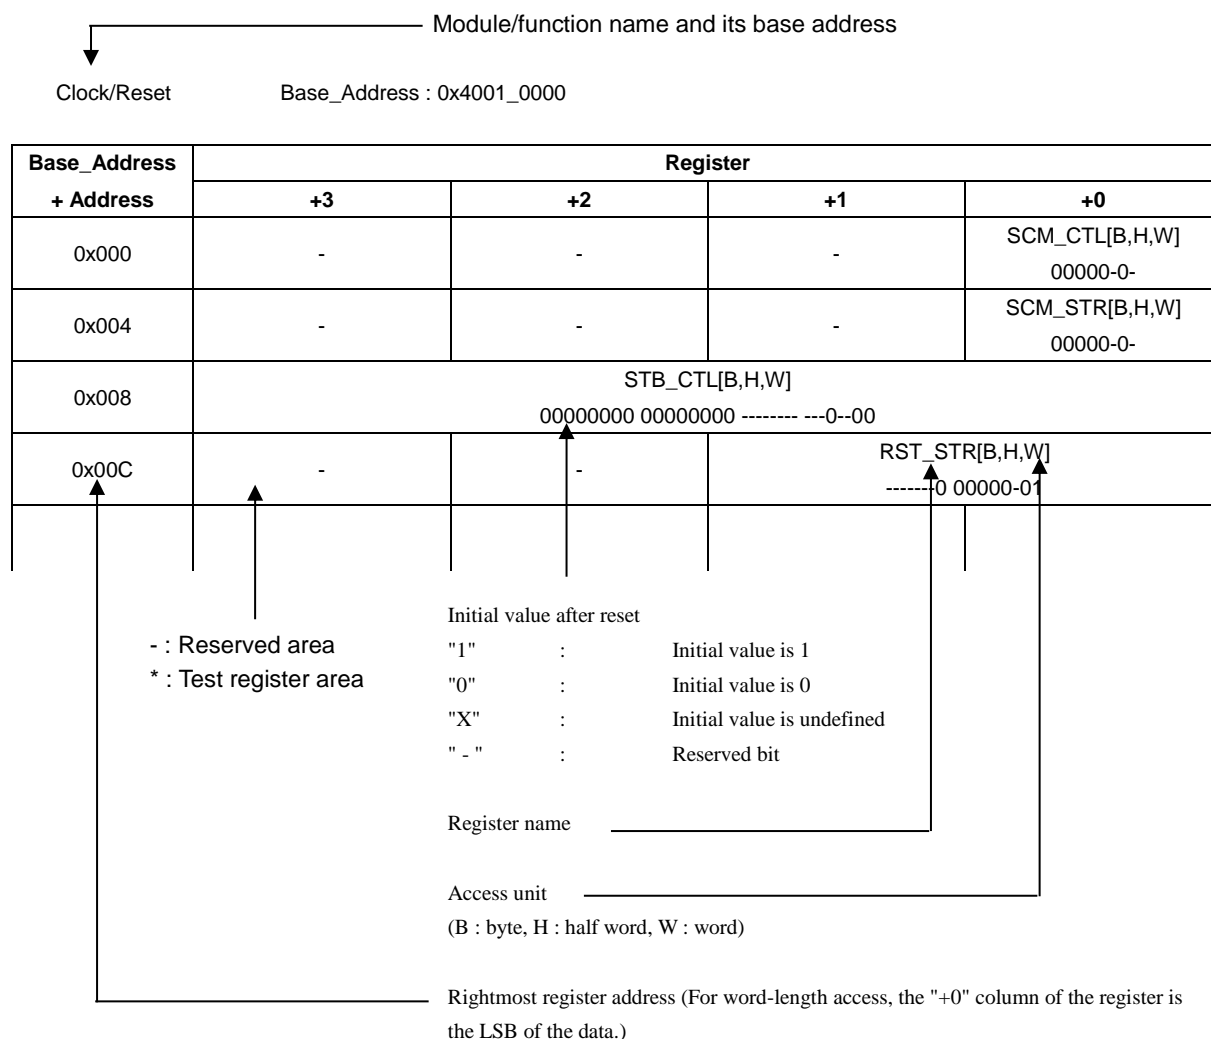 Module/function name and its base address
Clock/Reset Base_Address : 0x4001_0000
Base_Address Register
+ Address +3 +2 +1 +0
0x000 - - - SCM_CTL[B,H,W]
00000-0-
0x004 - - - SCM_STR[B,H,W]
00000-0-
0x008 STB_CTL[B,H,W]
00000000 00000000 -------- ---0--00
0x00C - - RST_STR[B,H,W]
-------0 00000-01
Initial value after reset
- : Reserved area
* : Test register area
"1" : Initial value is 1
"0" : Initial value is 0
"X" : Initial value is undefined
" - " : Reserved bit
Register name
Access unit
(B : byte, H : half word, W : word)
Rightmost register address (For word-length access, the "+0" column of the register is
the LSB of the data.)